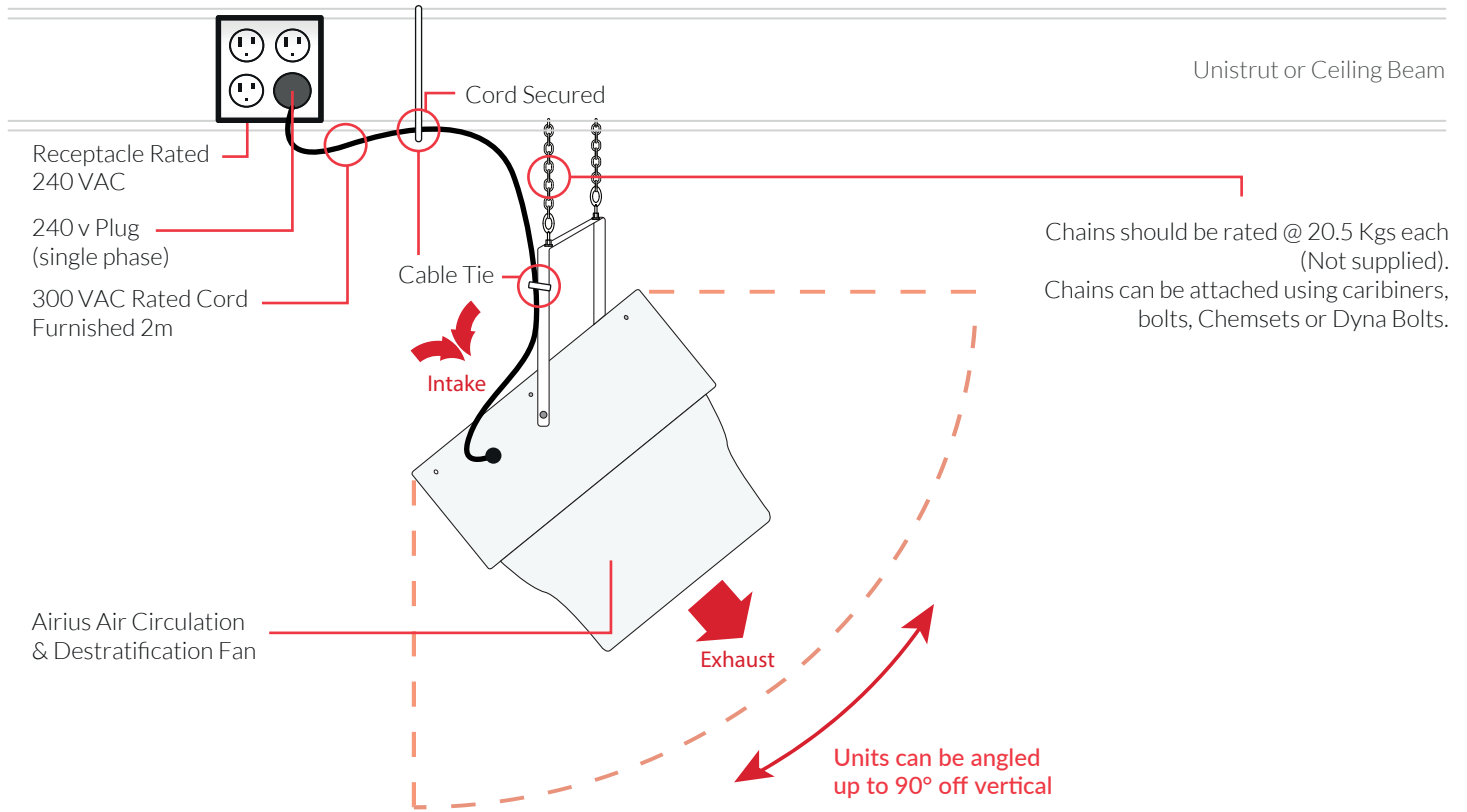 Unistrut or Ceiling Beam
Cord Secured
Receptacle Rated
240 VAC
240 v Plug
(single phase)
300 VAC Rated Cord
Furnished 2m
Cable Tie
Chains should be rated @ 20.5 Kgs each
(Not supplied).
Chains can be attached using caribiners,
bolts, Chemsets or Dyna Bolts.
Intake
Airius Air Circulation
& Destratification Fan
Exhaust
Units can be angled
up to 90° off vertical